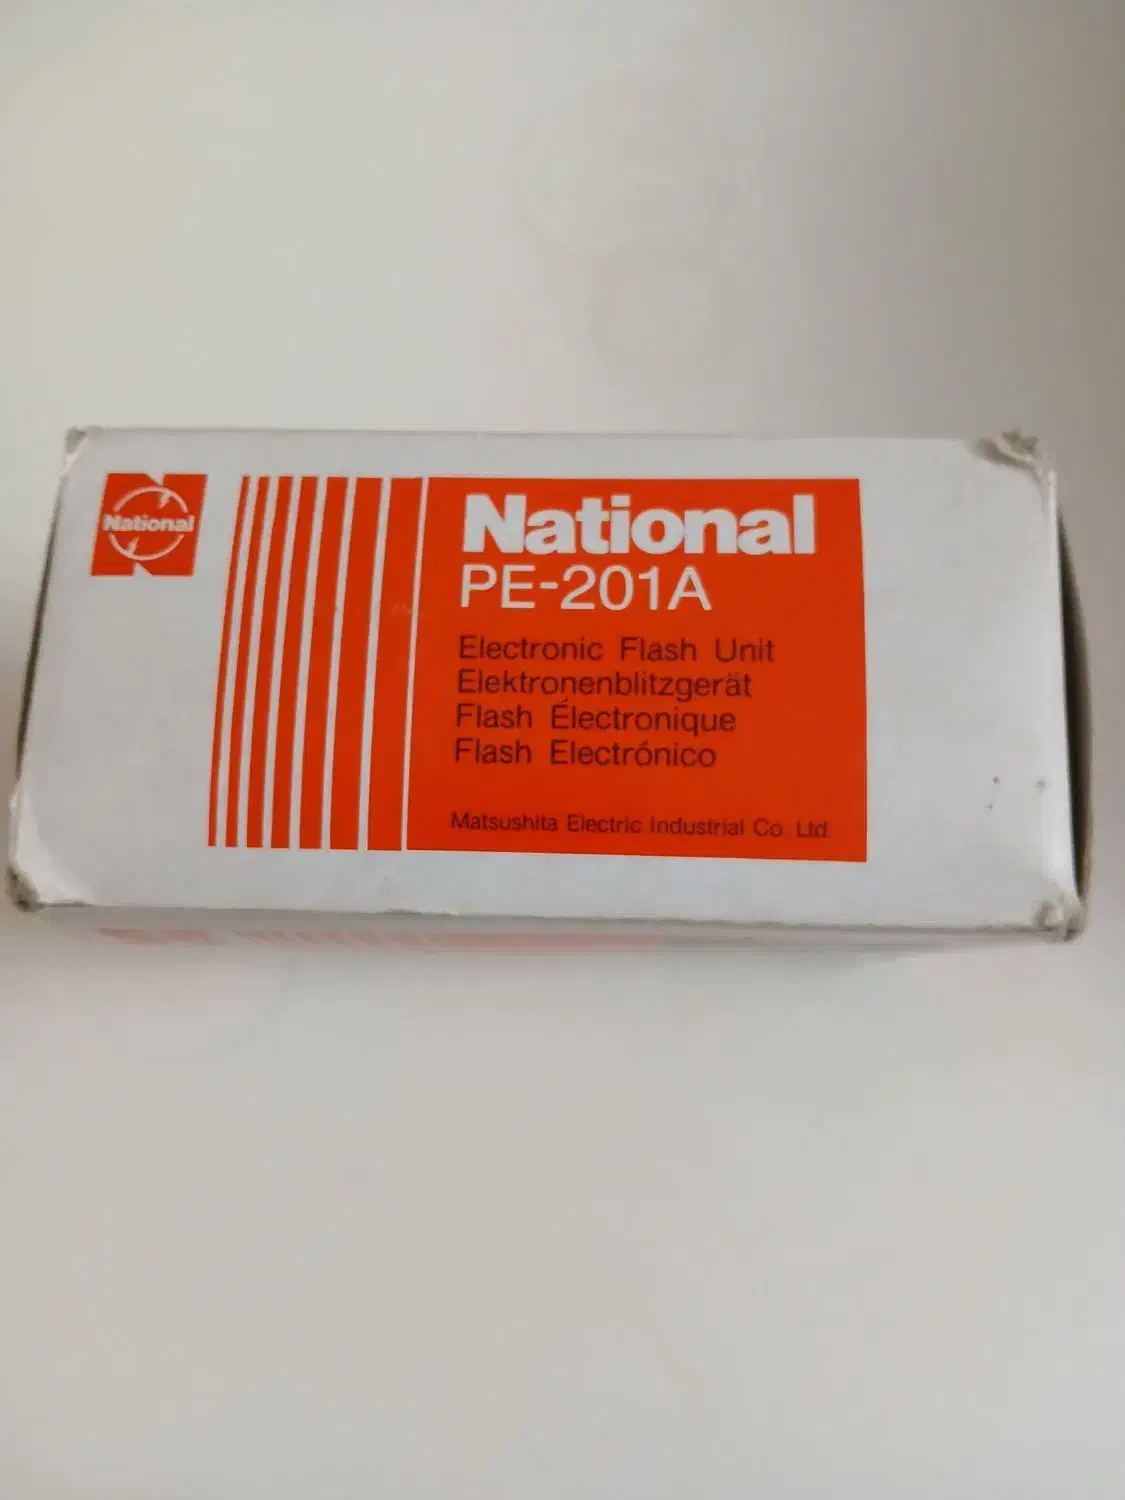 National
National
PE-201A
Electronic Flash Unit
Elektronenblitzgerät
Flash Électronique
Flash Electrónico
Matsushita Electric Industrial Co. Ltd.